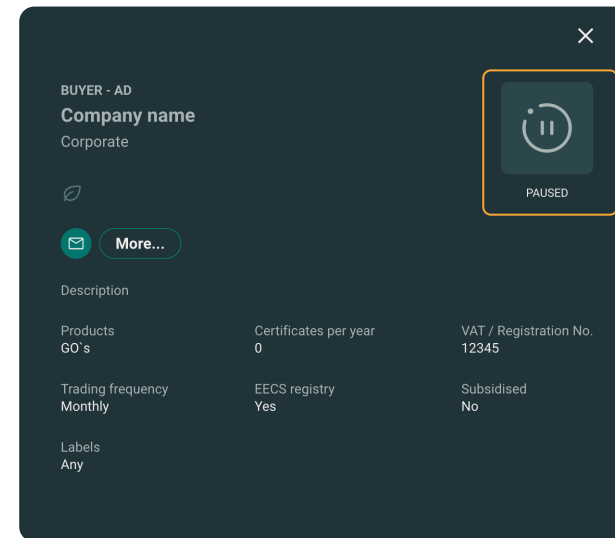 BUYER - AD
Company name
Corporate
PAUSED
More...
Description
Products
GO`s
Certificates per year
0
VAT / Registration No.
12345
Trading frequency
Monthly
EECS registry
Yes
Subsidised
No
Labels
Any